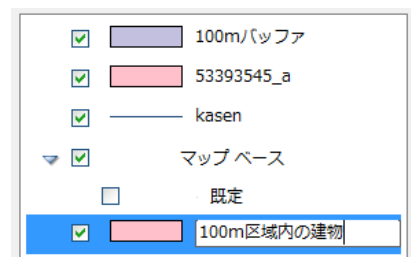 100mバッファ
53393545_a
kasen
マップ ベース
既定
100m区域内の建物